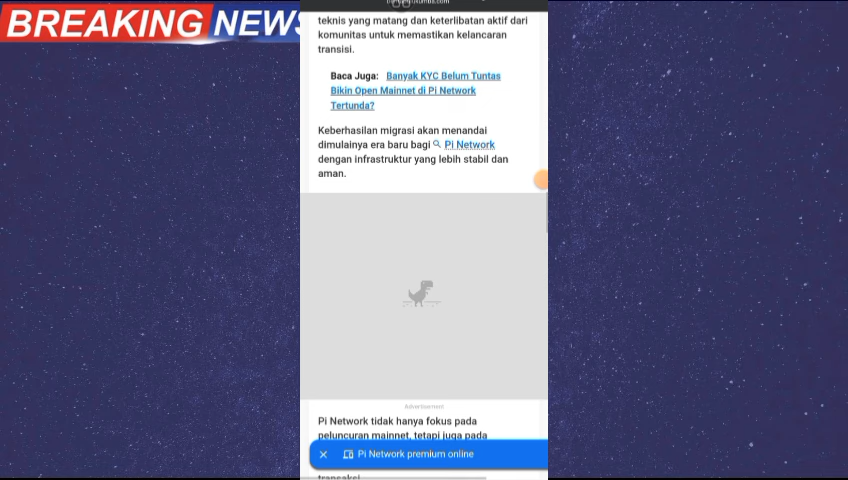 BREAKING NEWS
teknis yang matang dan keterlibatan aktif dari
komunitas untuk memastikan kelancaran
transisi.
Baca Juga: Banyak KYC Belum Tuntas
Bikin Open Mainnet di Pi Network
Tertunda?
Keberhasilan migrasi akan menandai
dimulainya era baru bagi Pi Network
dengan infrastruktur yang lebih stabil dan
aman.
Advertisement
Pi Network tidak hanya fokus pada
peluncuran mainnet, tetapi juga pada
Pi Network premium online
transaksi